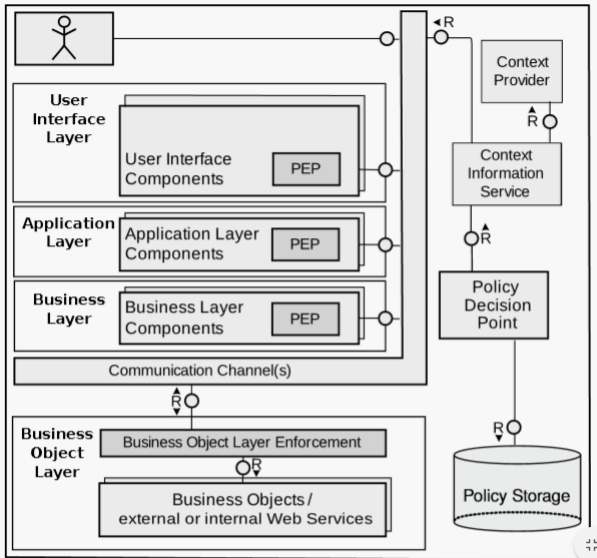 R
Context
Provider
R
User
Interface
Layer
User Interface
Components
PEP
Context
Information
Service
Application
Layer
Application Layer
Components
PEP
R
Business
Layer
Business Layer
Components
PEP
Policy
Decision
Point
Communication Channel(s)
R
Business
Object
Layer
Business Object Layer Enforcement
R
Business Objects /
external or internal Web Services
R
Policy Storage